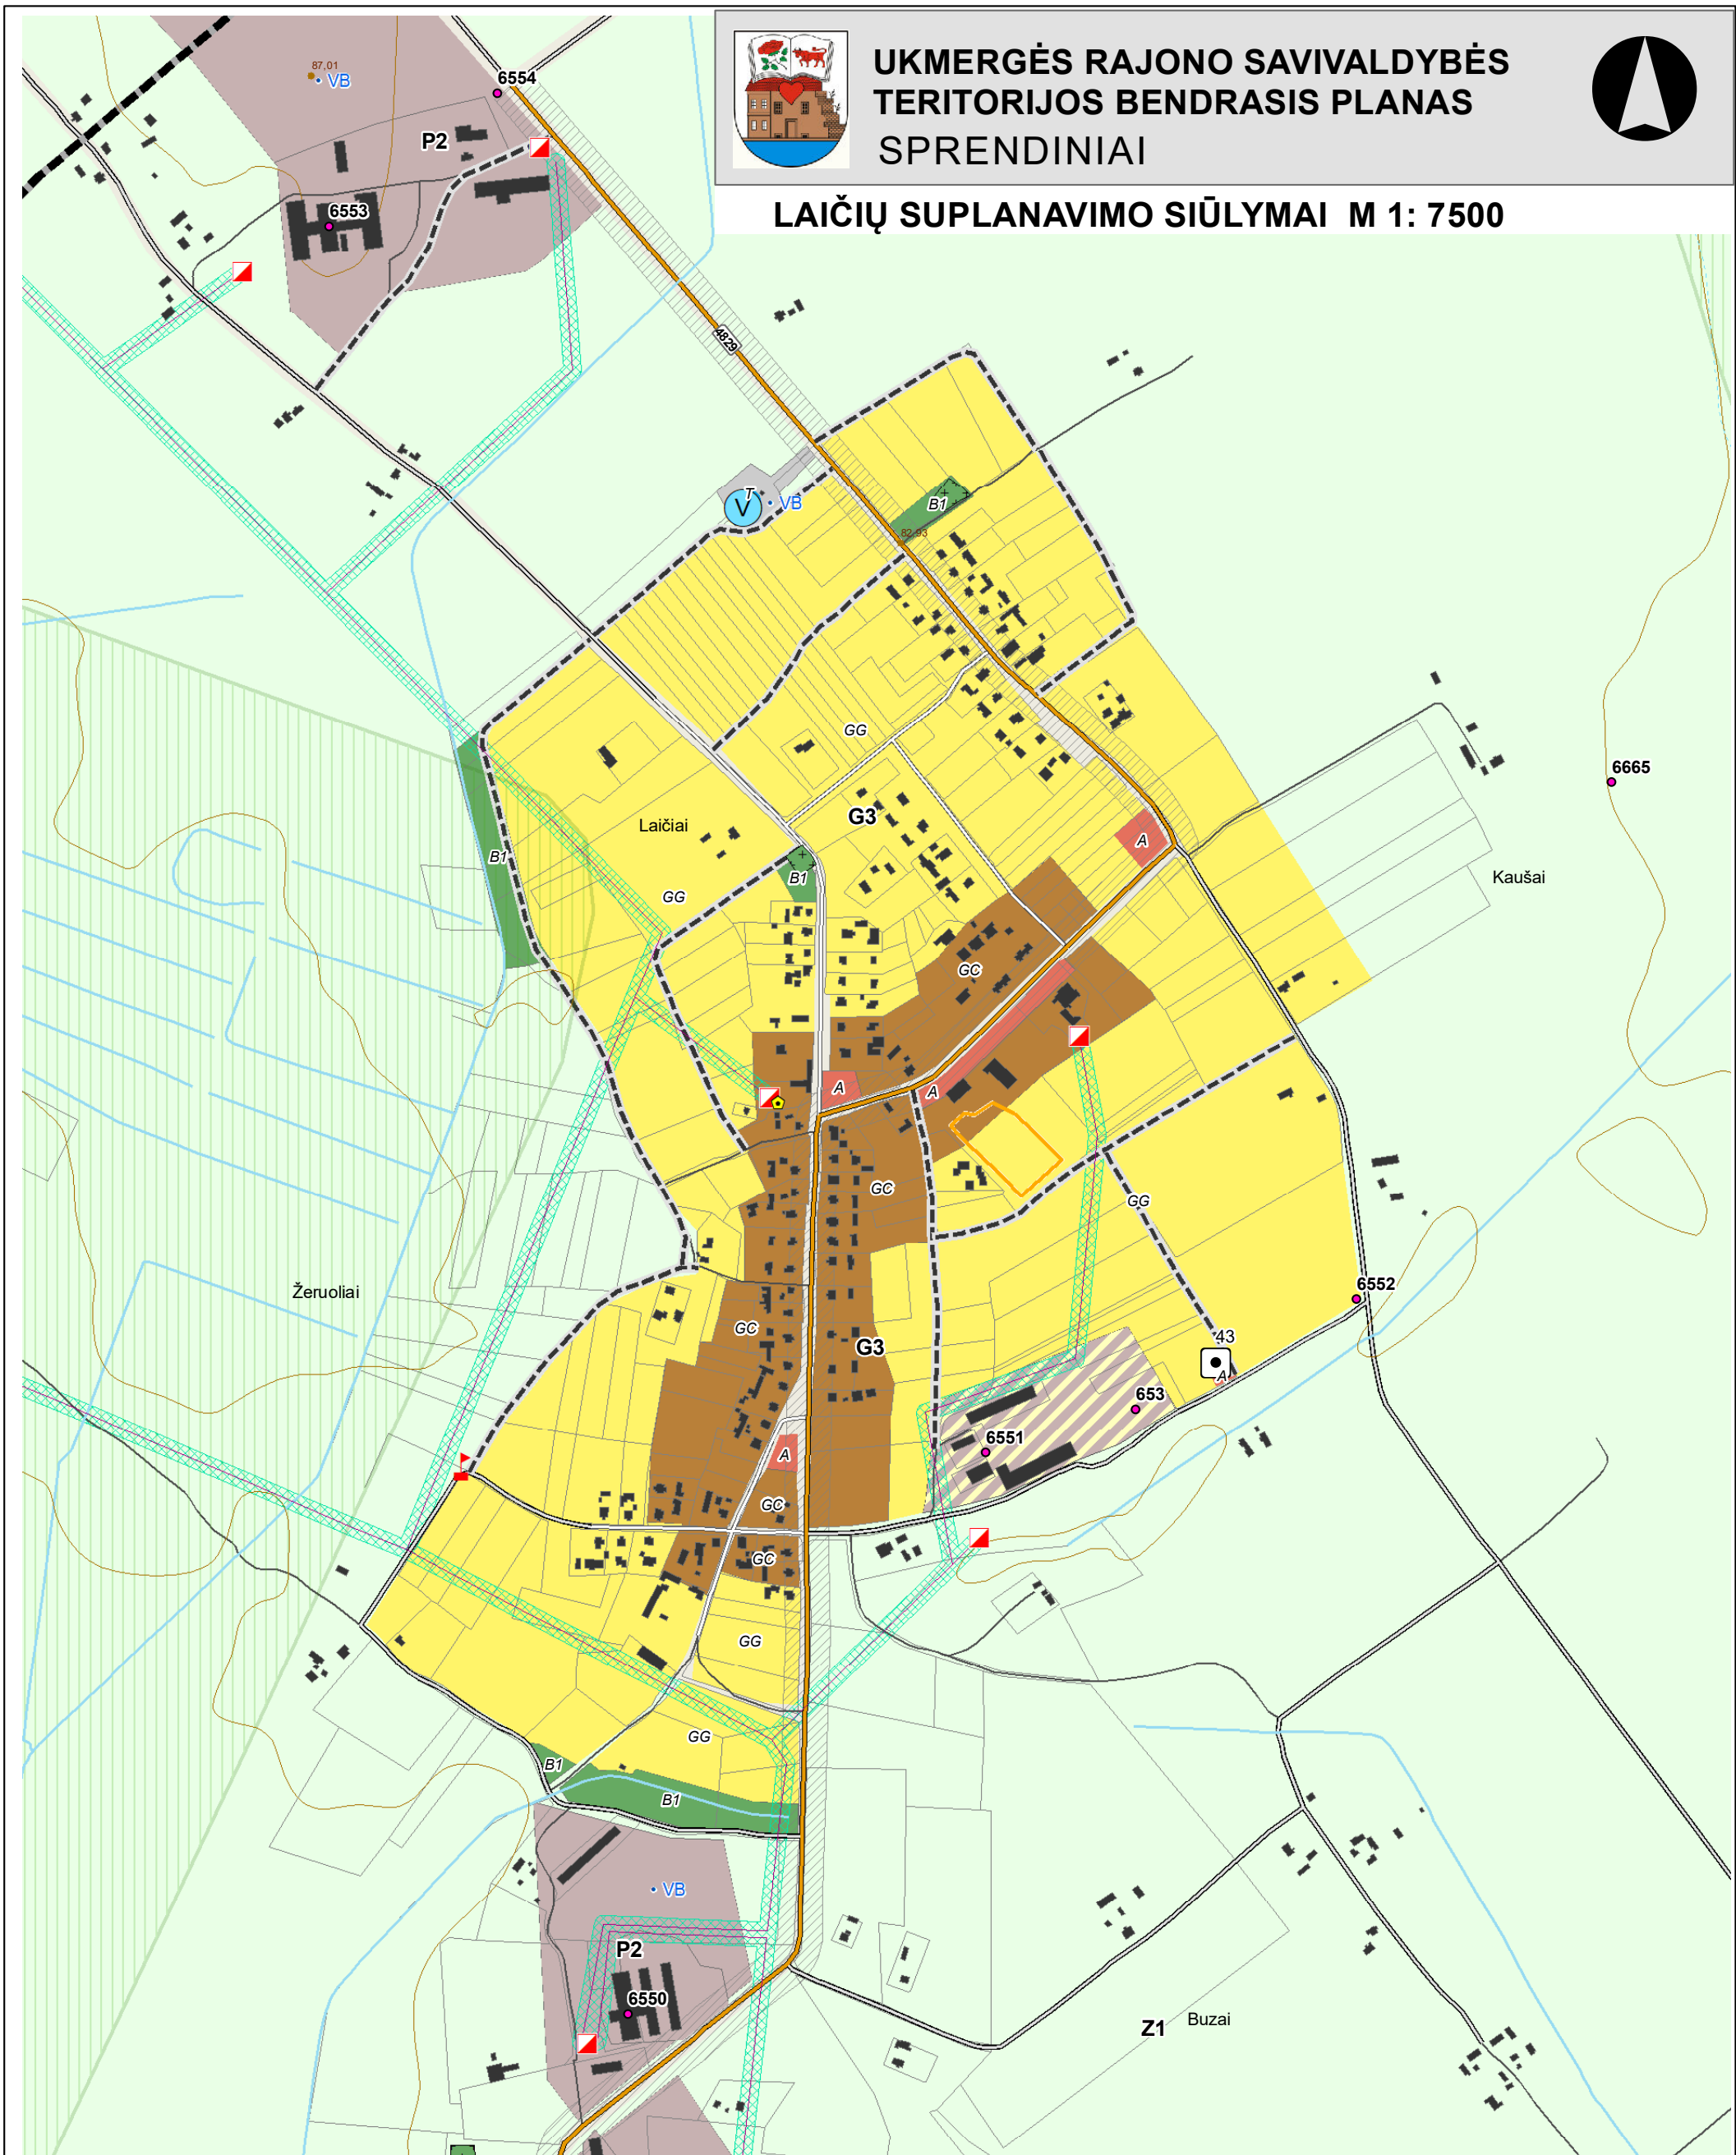 UKMERGĖS RAJONO SAVIVALDYBĖS
TERITORIJOS BENDRASIS PLANAS
SPRENDINIAI
LAIČIŲ SUPLANAVIMO SIŪLYMAI M 1: 7500
87,01
VB
6554
P2
6553
4829
T
V
VB
B1
82,93
GG
6665
Laičiai
G3
A
B1
B1
GG
Kaušai
GC
A
A
GC
GG
Žeruoliai
6552
GC
43
G3
A
653
6551
A
GC
GC
GG
GG
B1
B1
VB
P2
6550
Z1
Buzai